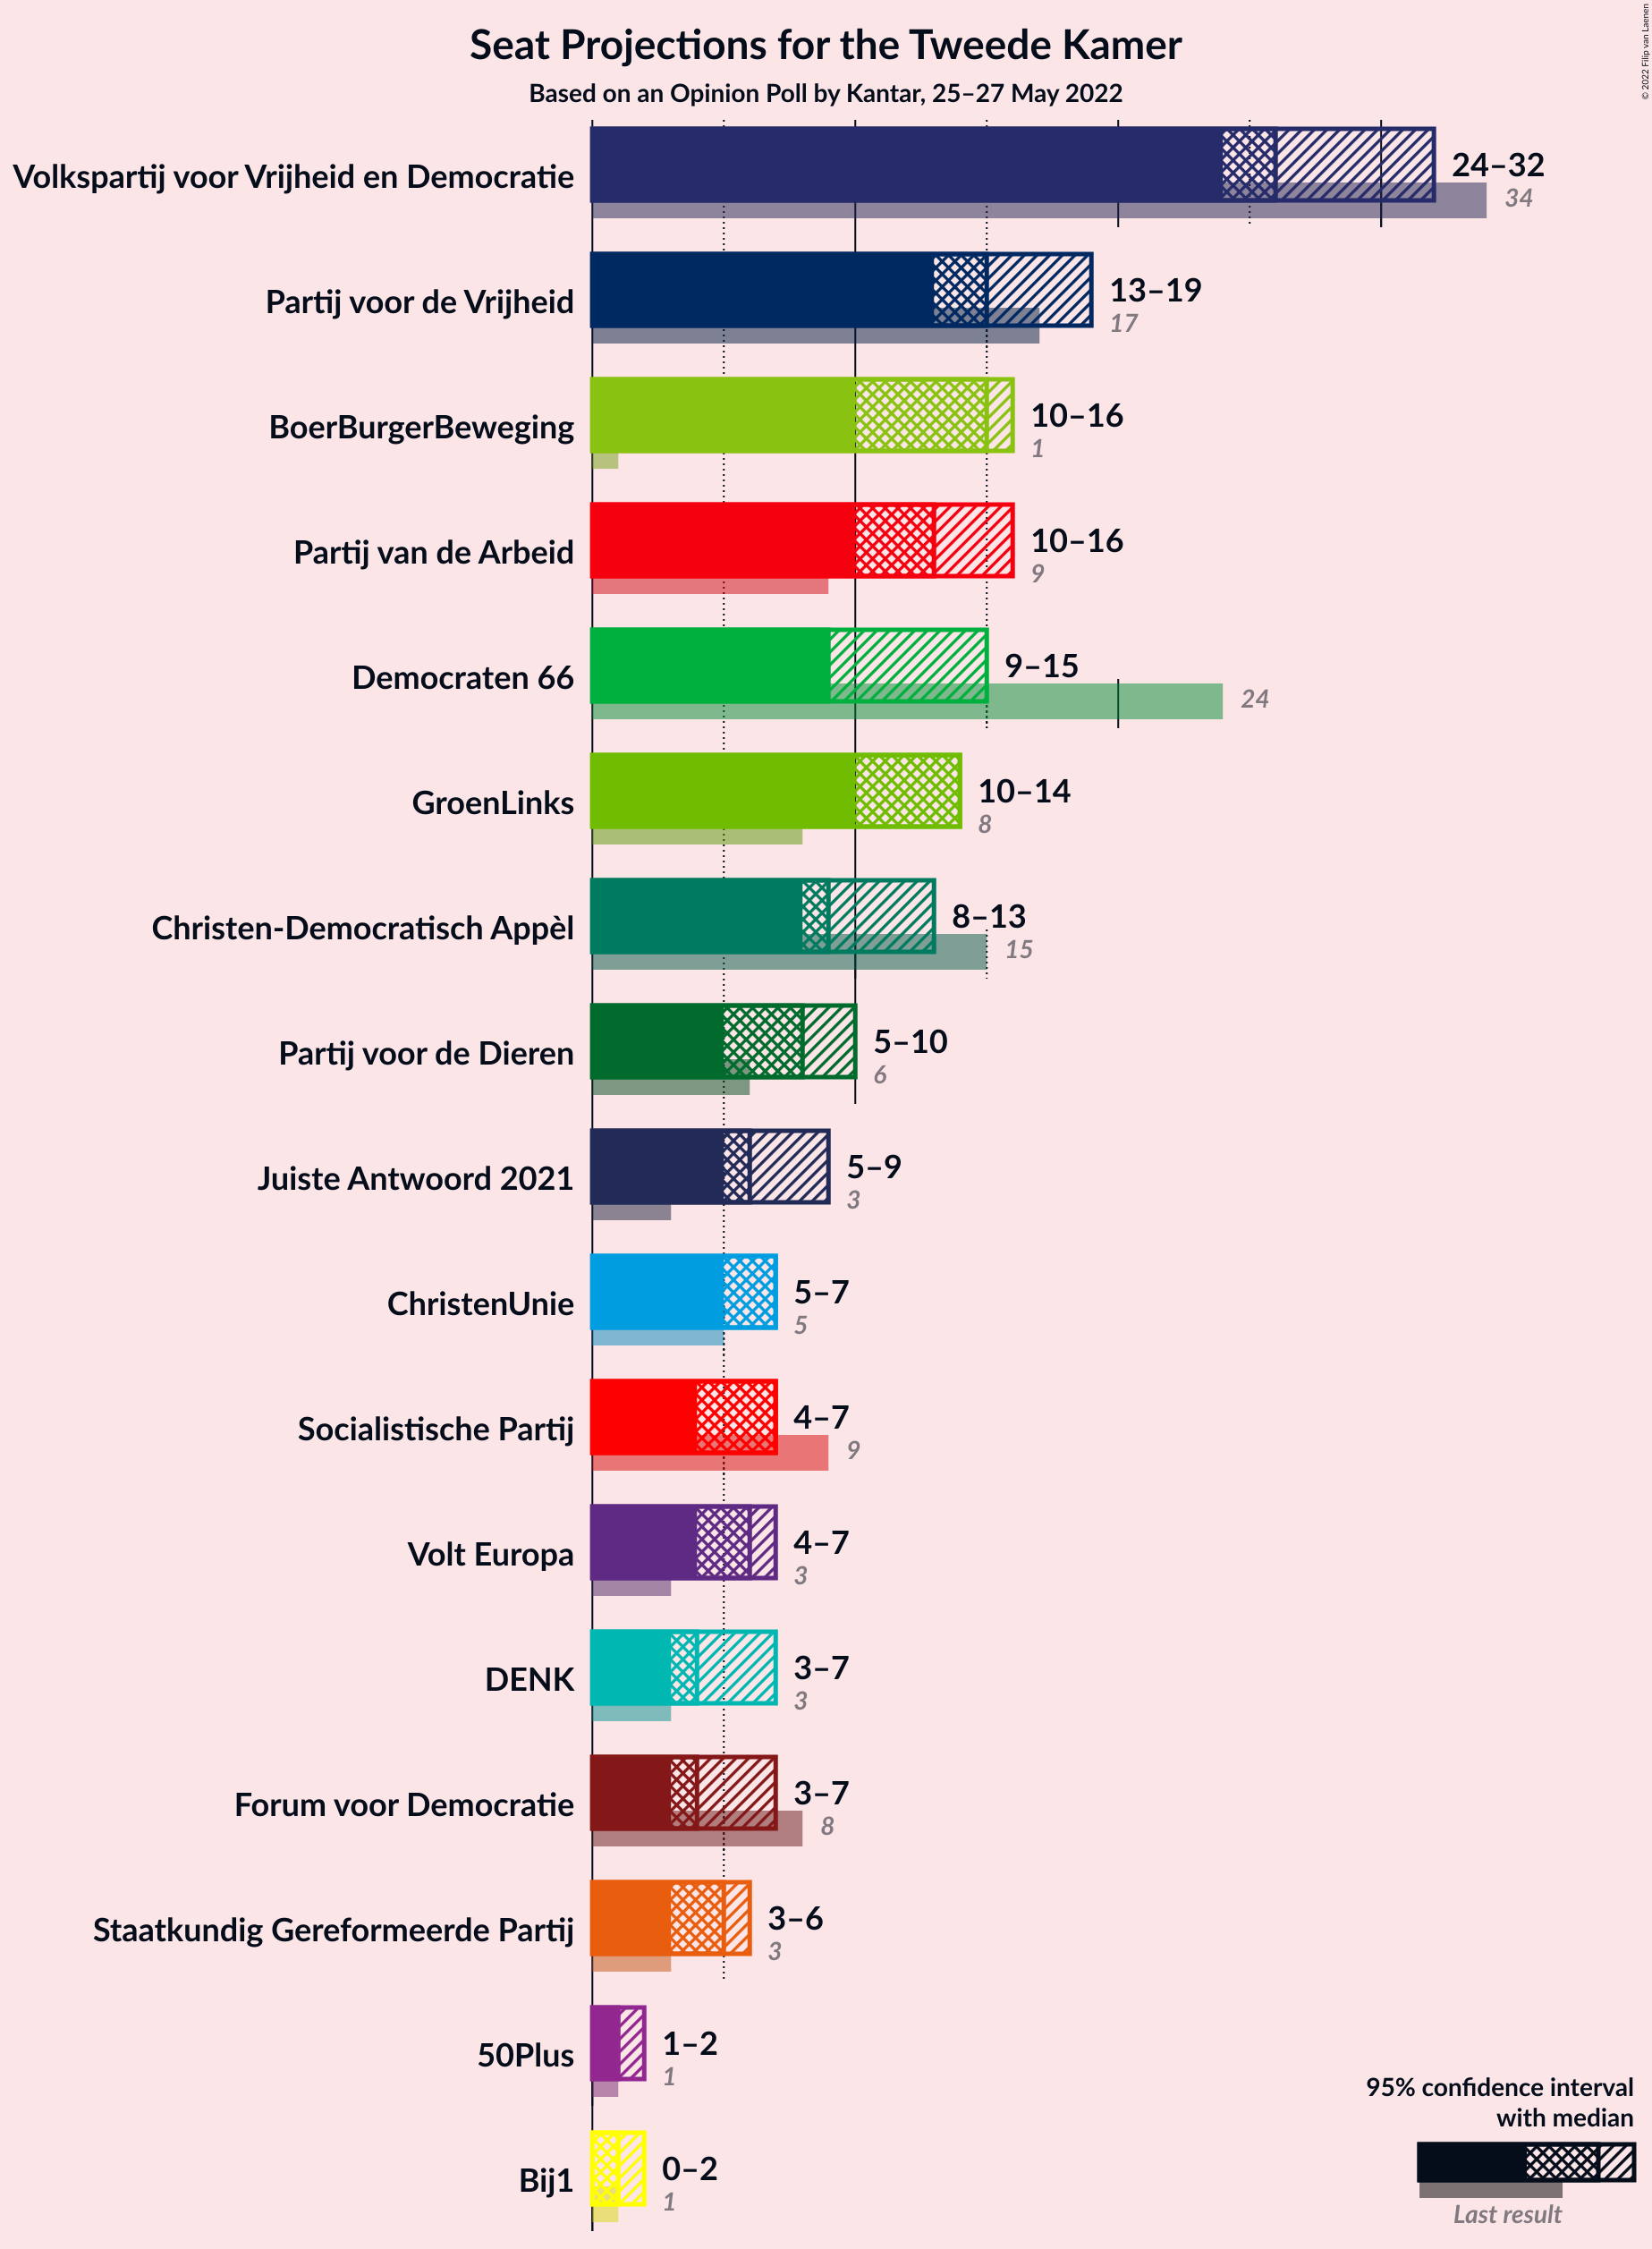 Seat Projections for the Tweede Kamer
Based on an Opinion Poll by Kantar, 25–27 May 2022
© 2022 Filip van Laenen
Volkspartij voor Vrijheid en Democratie
24–32
34
Partij voor de Vrijheid
13–19
17
BoerBurgerBeweging
10–16
1
Partij van de Arbeid
10–16
9
Democraten 66
9–15
24
GroenLinks
10–14
8
Christen-Democratisch Appèl
8–13
15
Partij voor de Dieren
5–10
6
Juiste Antwoord 2021
5–9
3
ChristenUnie
5–7
5
Socialistische Partij
4–7
9
Volt Europa
4–7
3
DENK
3–7
3
Forum voor Democratie
3–7
8
Staatkundig Gereformeerde Partij
3–6
3
50Plus
1–2
1
Bij1
0–2
1
95% confidence interval
with median
Last result